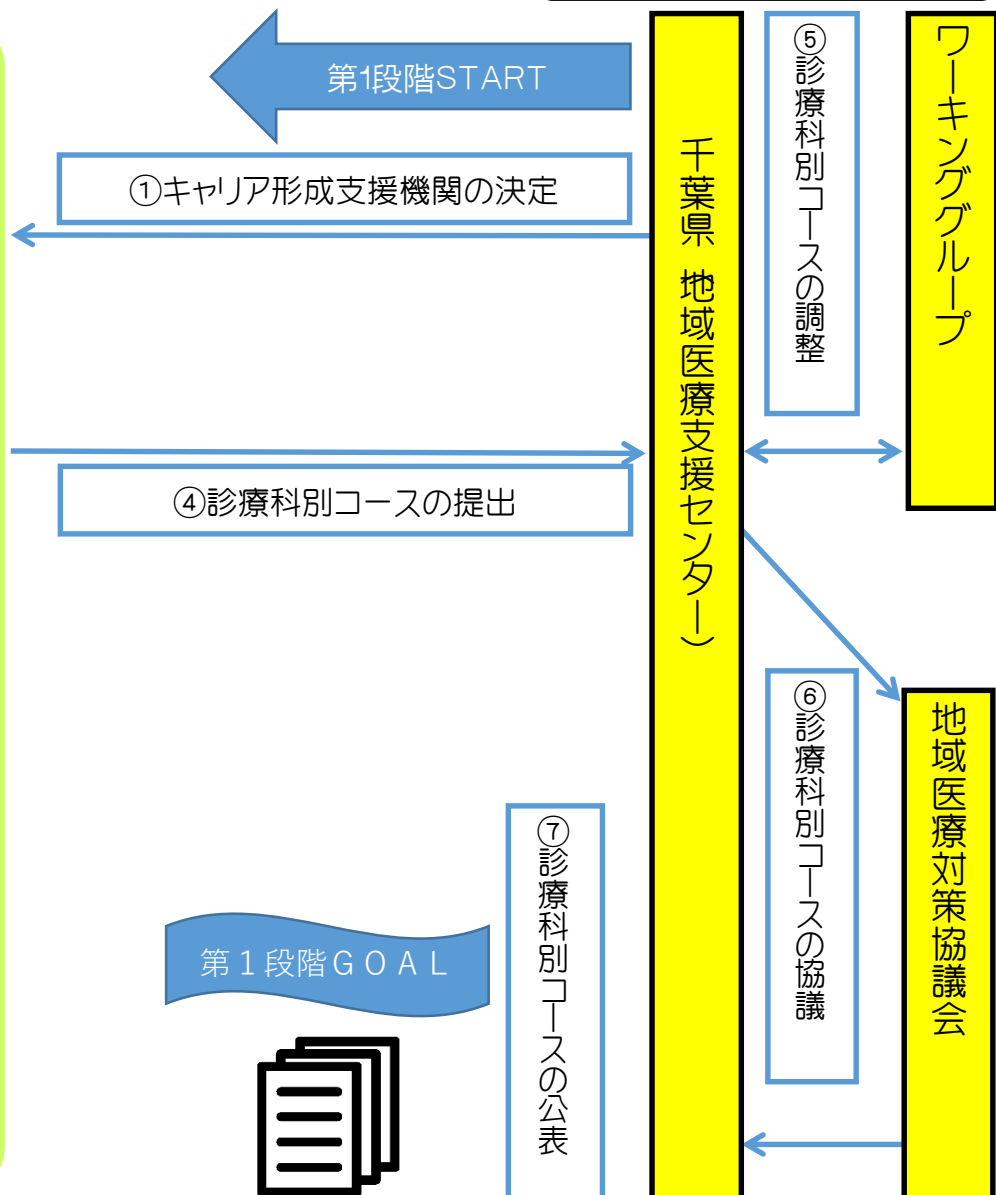 第1段階START
①キャリア形成支援機関の決定
④診療科別コースの提出
千葉県 地域医療支援センター）
⑤診療科別コースの調整
ワーキンググループ
⑥診療科別コースの協議
地域医療対策協議会
⑦診療科別コースの公表
第１段階ＧＯＡＬ